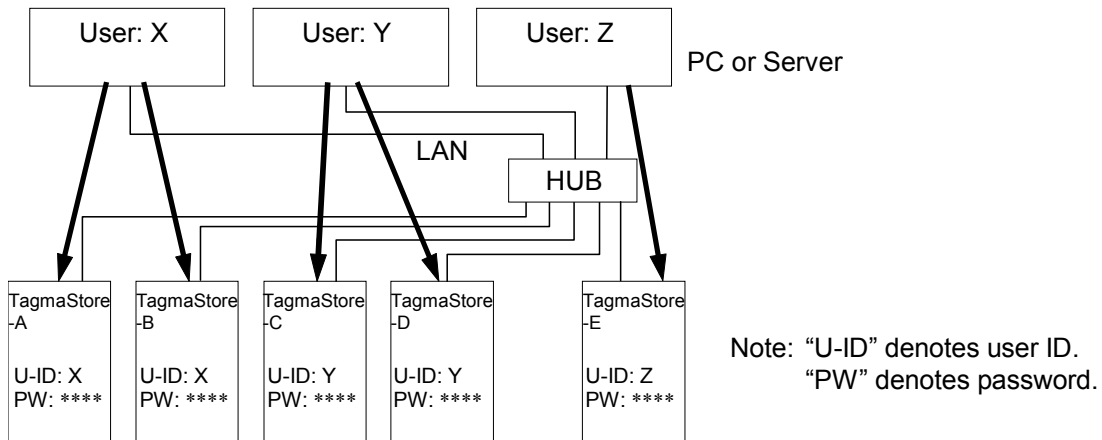 User: X
User: Y
User: Z
PC or Server
LAN
HUB
TagmaStore
-A
U-ID: X
PW: ****
TagmaStore
-B
U-ID: X
PW: ****
TagmaStore
-C
U-ID: Y
PW: ****
TagmaStore
-D
U-ID: Y
PW: ****
TagmaStore
-E
U-ID: Z
PW: ****
Note: “U-ID” denotes user ID.
“PW” denotes password.